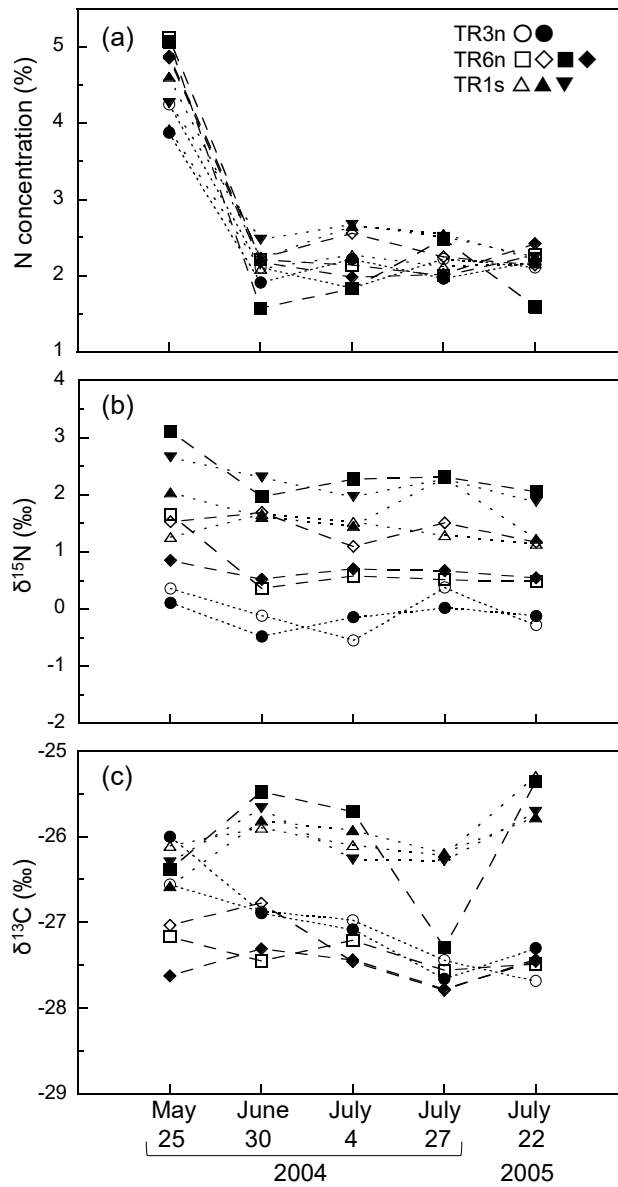 (a)
TR3n
TR6n
TR1s
N concentration (%)
5
4
3
2
1
(b)
δ¹⁵N (‰)
4
3
2
1
0
-1
-2
(c)
δ¹³C (‰)
-25
-26
-27
-28
-29
May June July July July
25 30 4 27 22
2004 2005